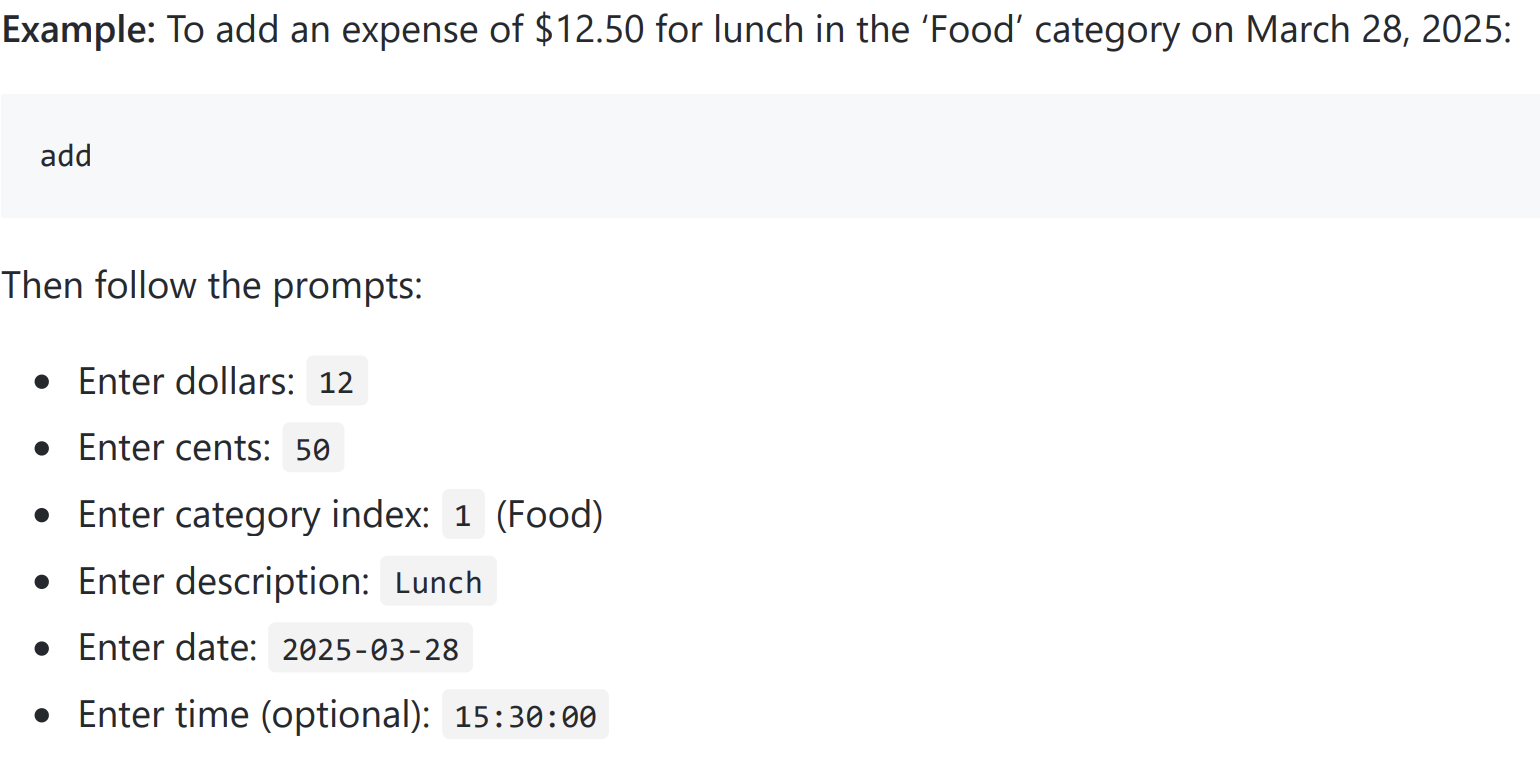 Example: To add an expense of $12.50 for lunch in the ‘Food’ category on March 28, 2025:
add
Then follow the prompts:
• Enter dollars: 12
• Enter cents: 50
• Enter category index: 1 (Food)
• Enter description: Lunch
• Enter date: 2025-03-28
• Enter time (optional): 15:30:00